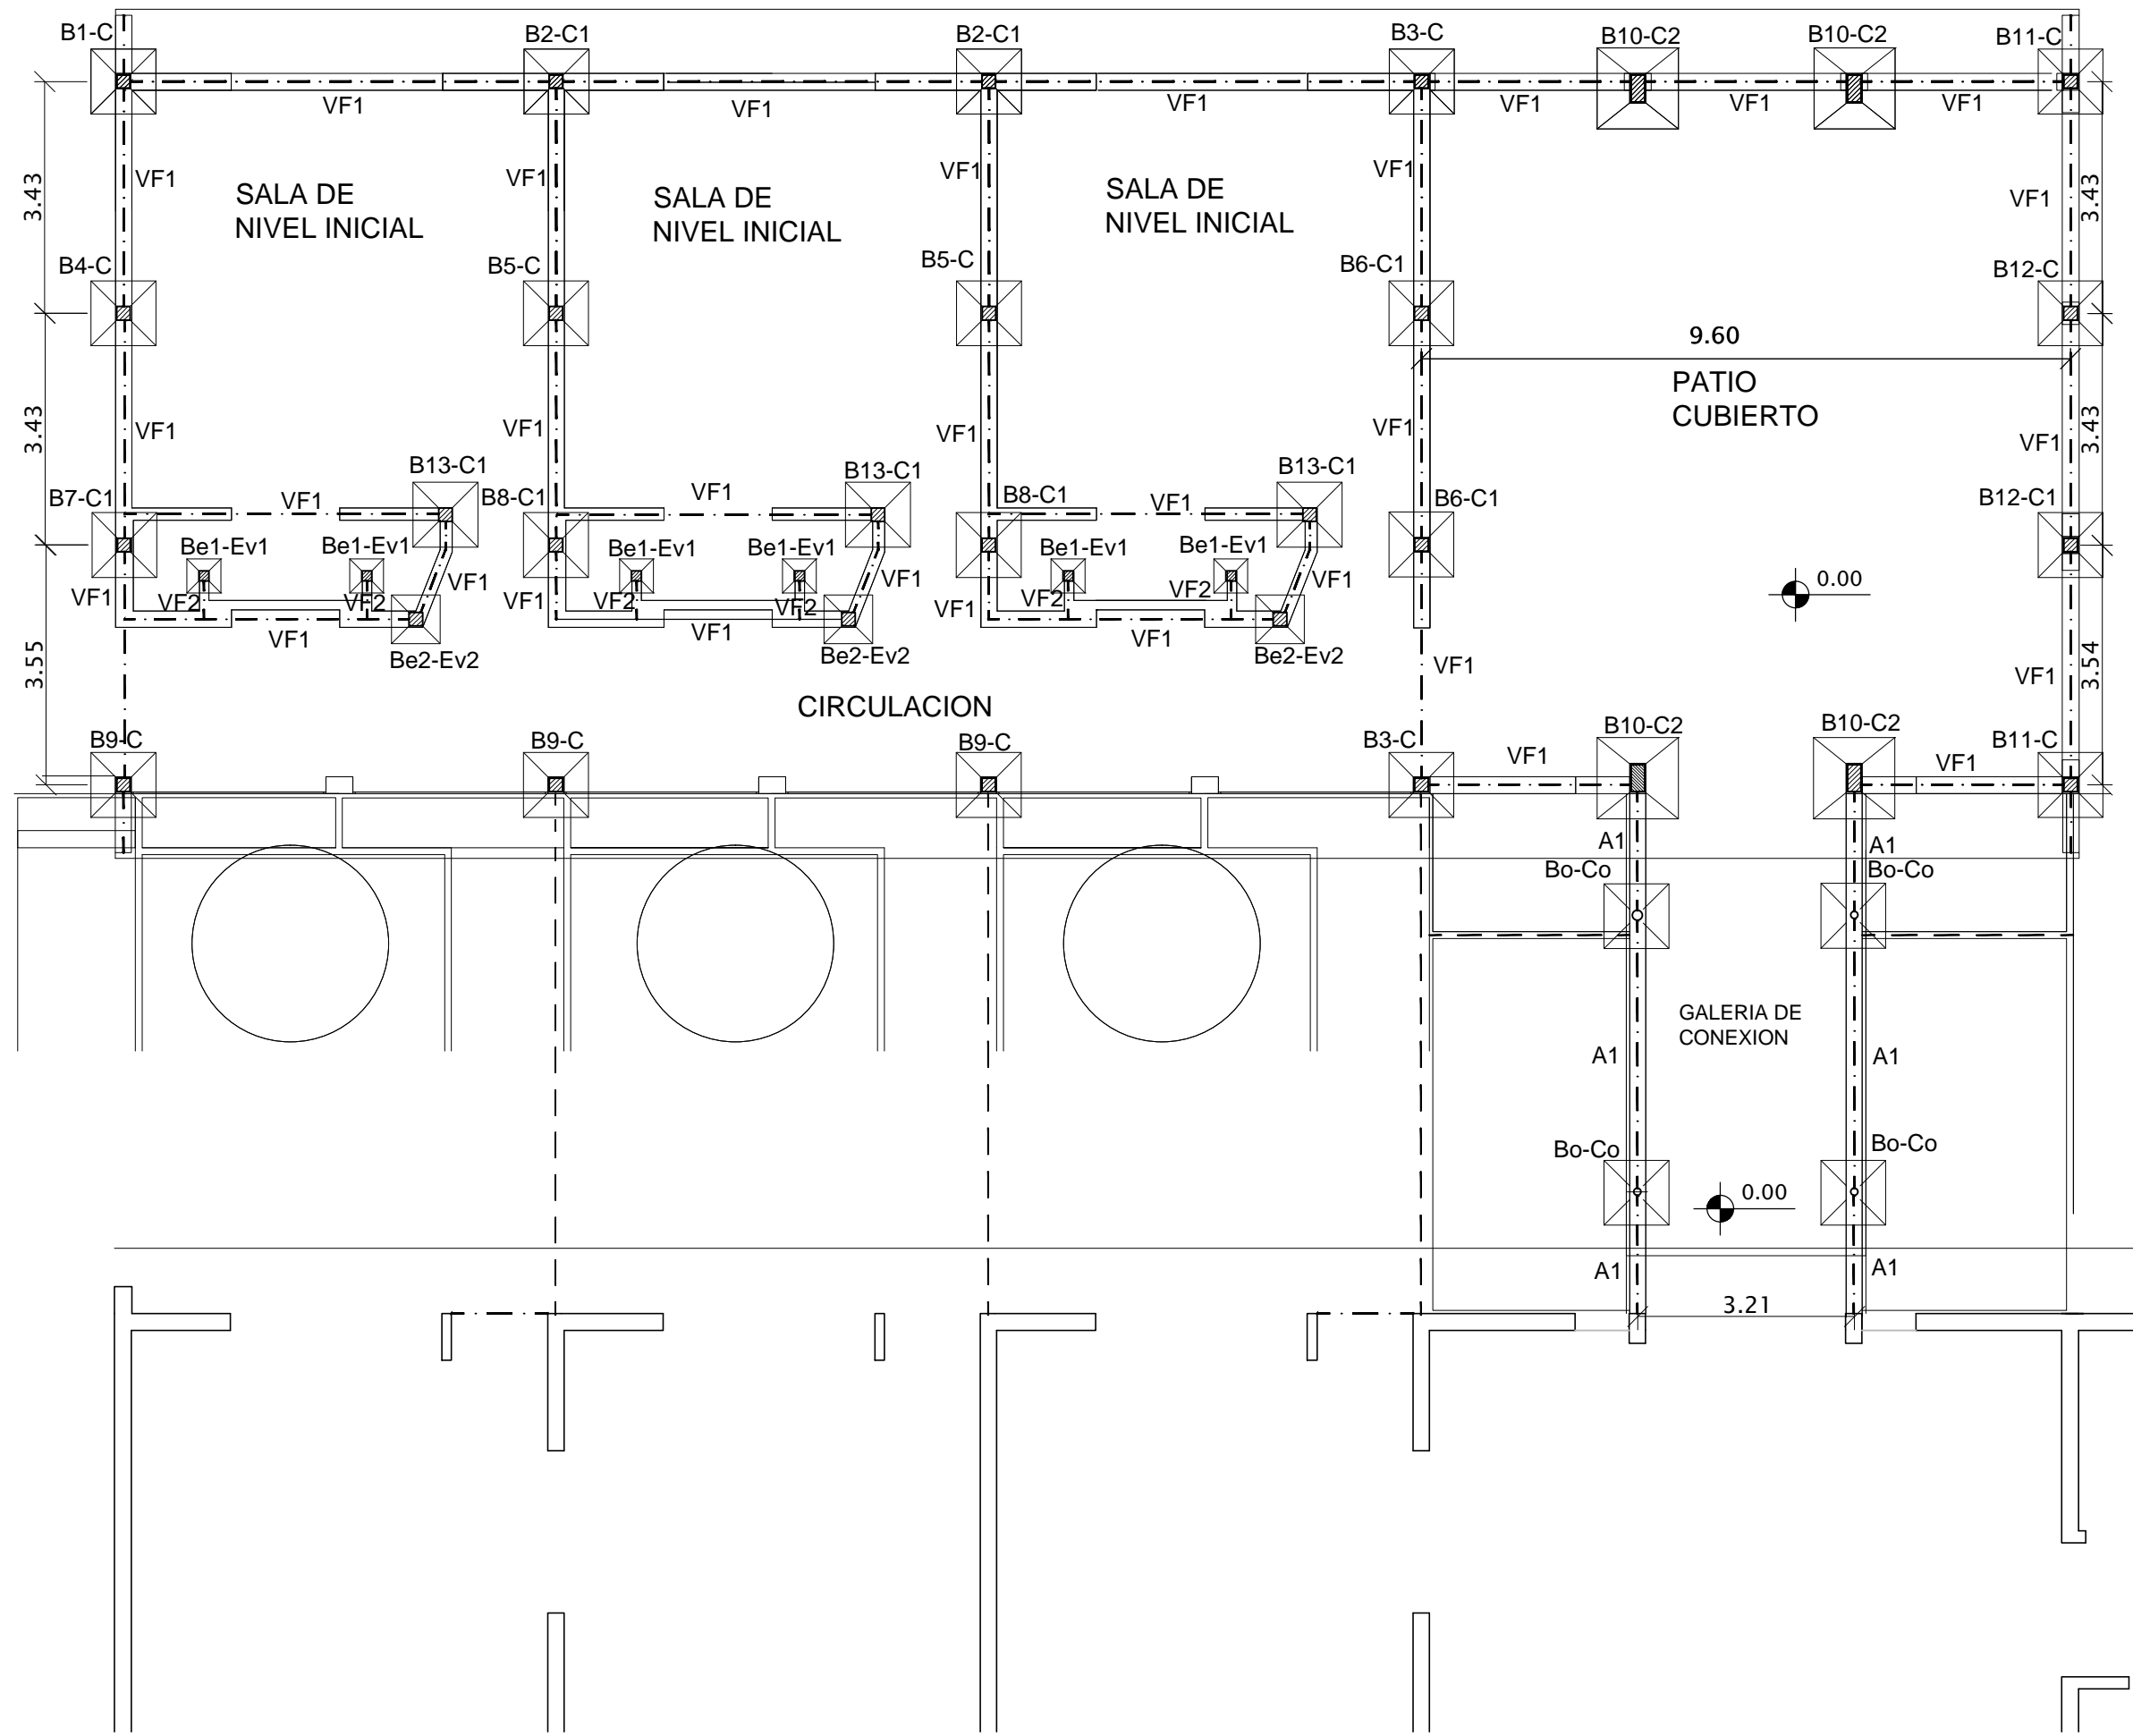 B1-C
B2-C1
B2-C1
B3-C
B10-C2
B10-C2
B11-C
VF1
VF1
VF1
VF1
VF1
VF1
3.43
VF1
SALA DE
NIVEL INICIAL
VF1
SALA DE
NIVEL INICIAL
VF1
SALA DE
NIVEL INICIAL
VF1
VF1
3.43
B4-C
B5-C
B5-C
B6-C1
B12-C
9.60
PATIO
CUBIERTO
3.43
VF1
VF1
VF1
VF1
VF1
3.43
B7-C1
VF1
B13-C1
B8-C1
VF1
B13-C1
B8-C1
VF1
B13-C1
B6-C1
B12-C1
Be1-Ev1
Be1-Ev1
Be1-Ev1
Be1-Ev1
Be1-Ev1
Be1-Ev1
VF1
VF2
VF2
VF1
VF1
VF2
VF2
VF1
VF1
VF2
VF2
VF1
0.00
VF1
VF1
VF1
Be2-Ev2
Be2-Ev2
Be2-Ev2
3.55
VF1
VF1
3.54
CIRCULACION
B9-C
B9-C
B9-C
B3-C
B10-C2
B10-C2
B11-C
VF1
VF1
A1
A1
Bo-Co
Bo-Co
GALERIA DE
CONEXION
A1
A1
Bo-Co
Bo-Co
0.00
A1
A1
3.21